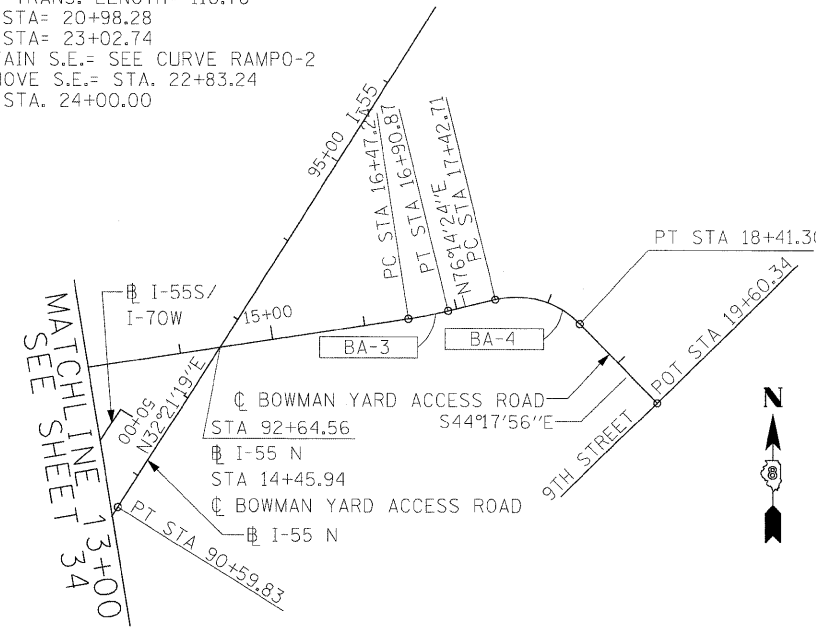 TRANS. LENGTH
STA= 20+98.28
STA= 23+02.74
S.E.= SEE CURVE RAMPO-2
S.E.= STA. 22+83.24
STA. 24+00.00
95+00 I-55
PC STA 16+47.2
PT STA 16+90.87
N76°14'24"E
PC STA 17+42.71
PT STA 18+41.30
POT STA 19+60.34
℄ I-55S/
I-70W
15+00
BA-3
BA-4
MATCHLINE 13+00
SEE SHEET 34
50+00
N32°21'19"E
℄ BOWMAN YARD ACCESS ROAD
S44°17'56"E
9TH STREET
STA 92+64.56
℄ I-55 N
STA 14+45.94
℄ BOWMAN YARD ACCESS ROAD
℄ I-55 N
PT STA 90+59.83
N
8